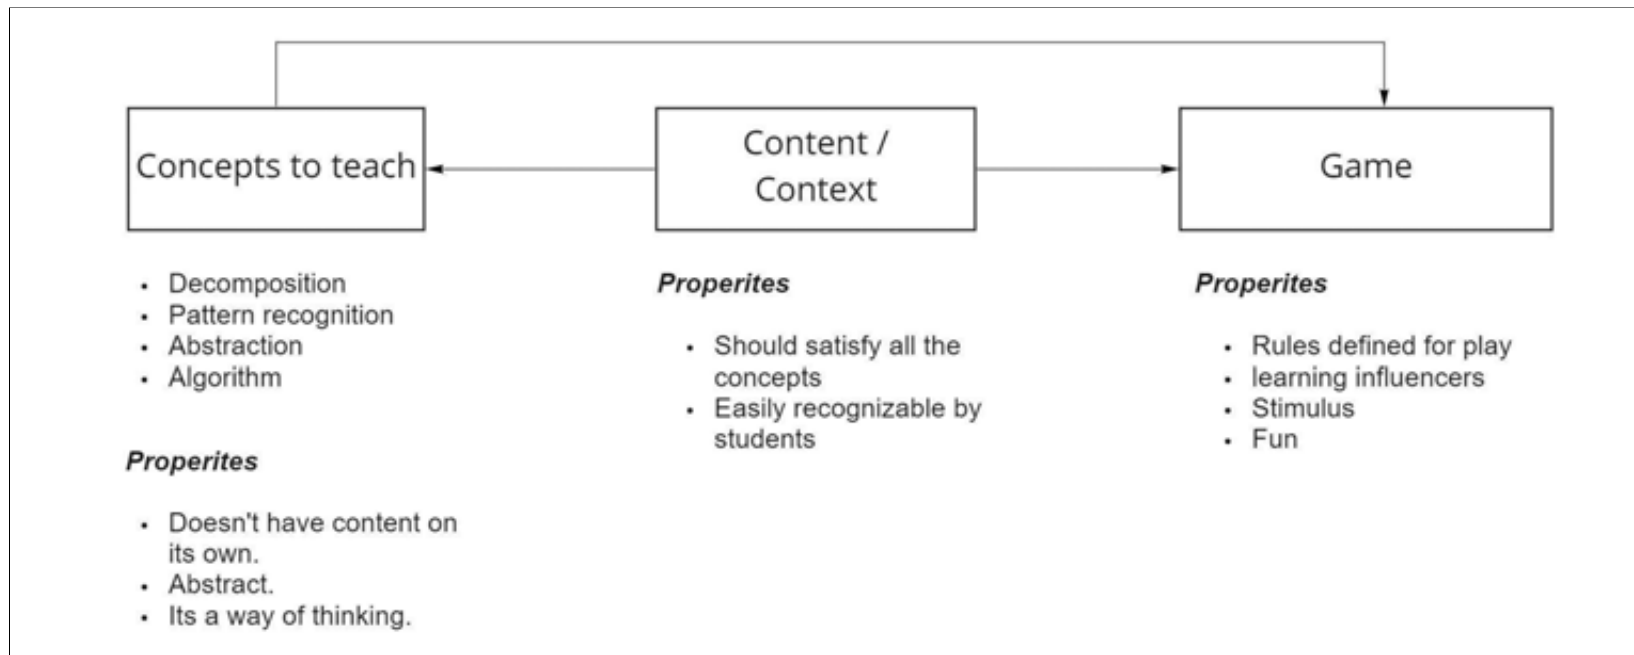 Concepts to teach
Content /
Context
Game
• Decomposition
• Pattern recognition
• Abstraction
• Algorithm
Properites
• Doesn't have content on
its own.
• Abstract.
• Its a way of thinking.
Properites
• Should satisfy all the
concepts
• Easily recognizable by
students
Properites
• Rules defined for play
• learning influencers
• Stimulus
• Fun